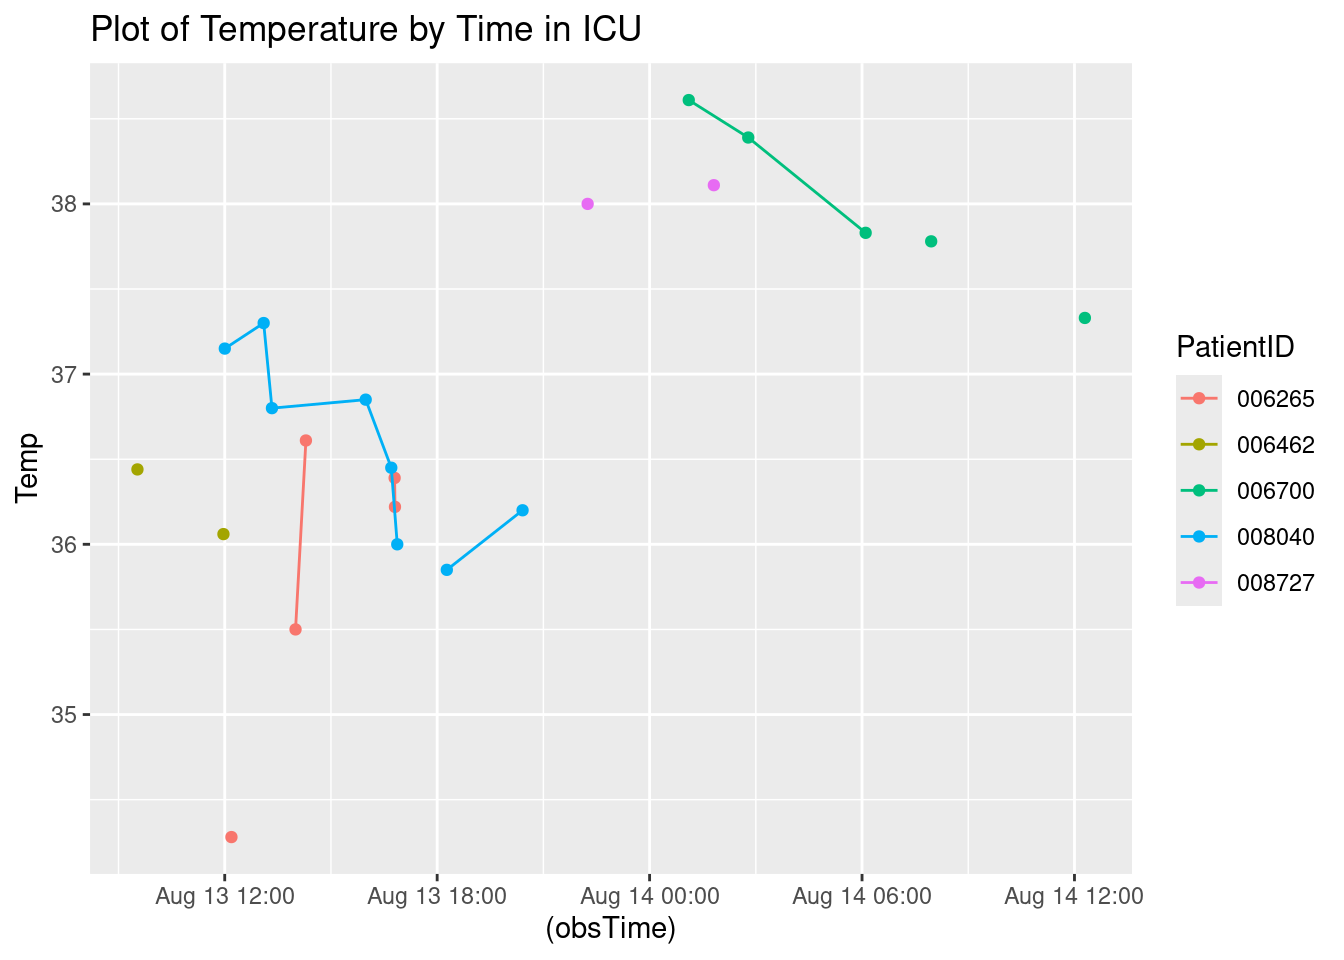 Plot of Temperature by Time in ICU
Temp
38
37
36
35
Aug 13 12:00
Aug 13 18:00
Aug 14 00:00
Aug 14 06:00
Aug 14 12:00
(obsTime)
PatientID
006265
006462
006700
008040
008727